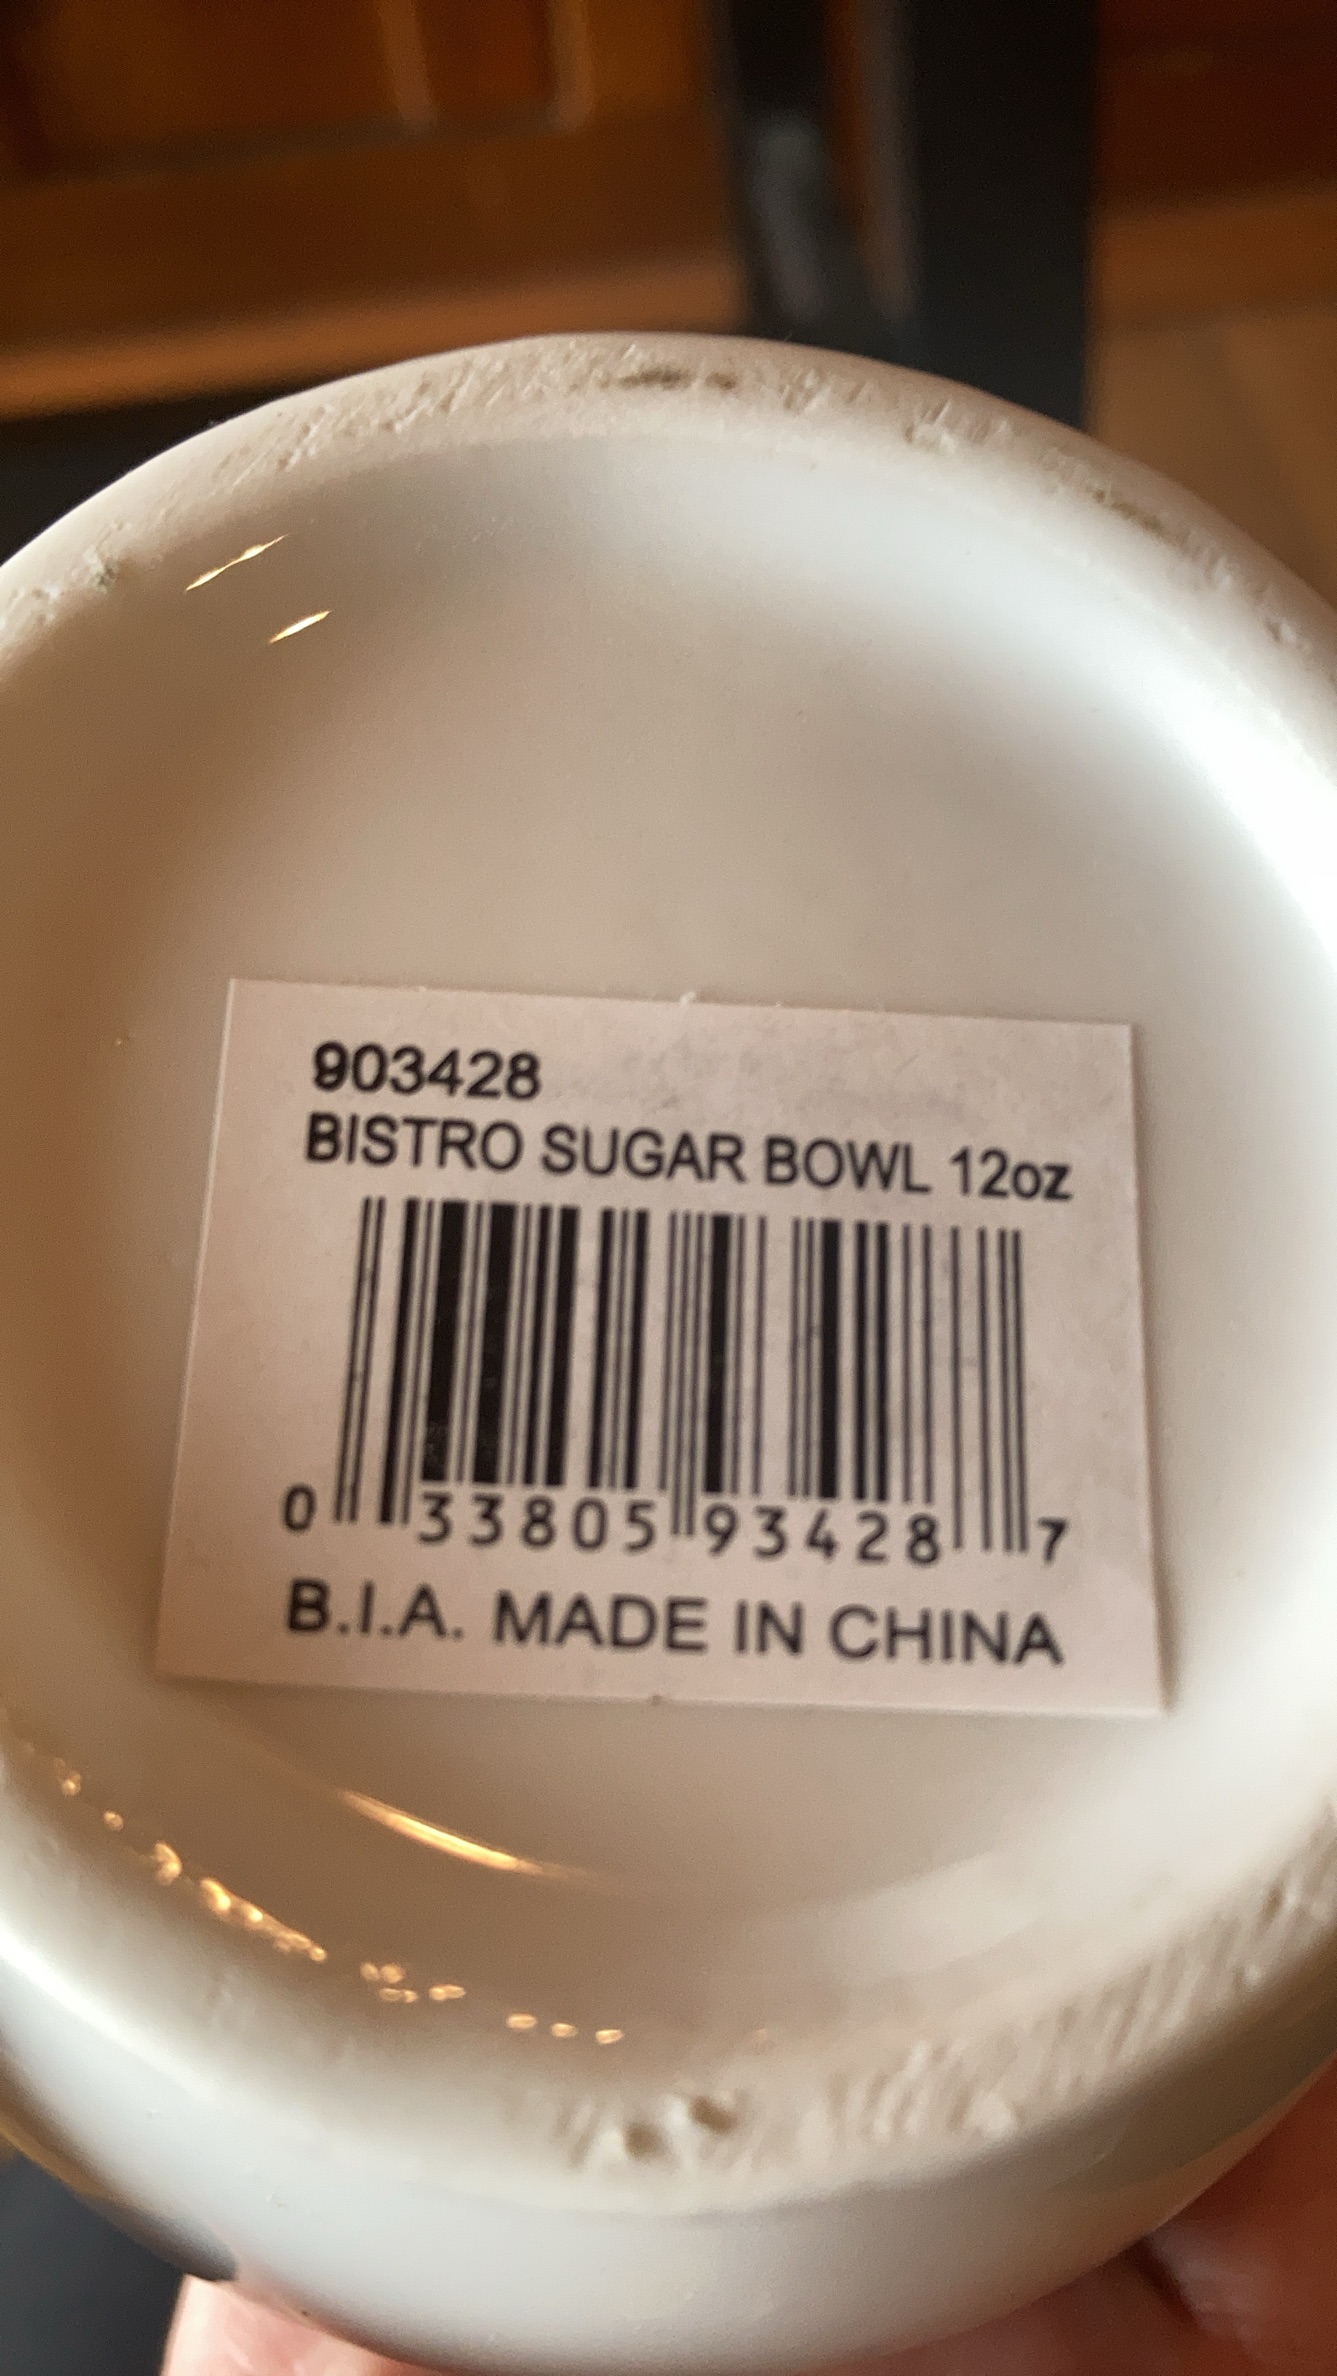 903428
BISTRO SUGAR BOWL 12oz
0 33805 93428 7
B.I.A. MADE IN CHINA